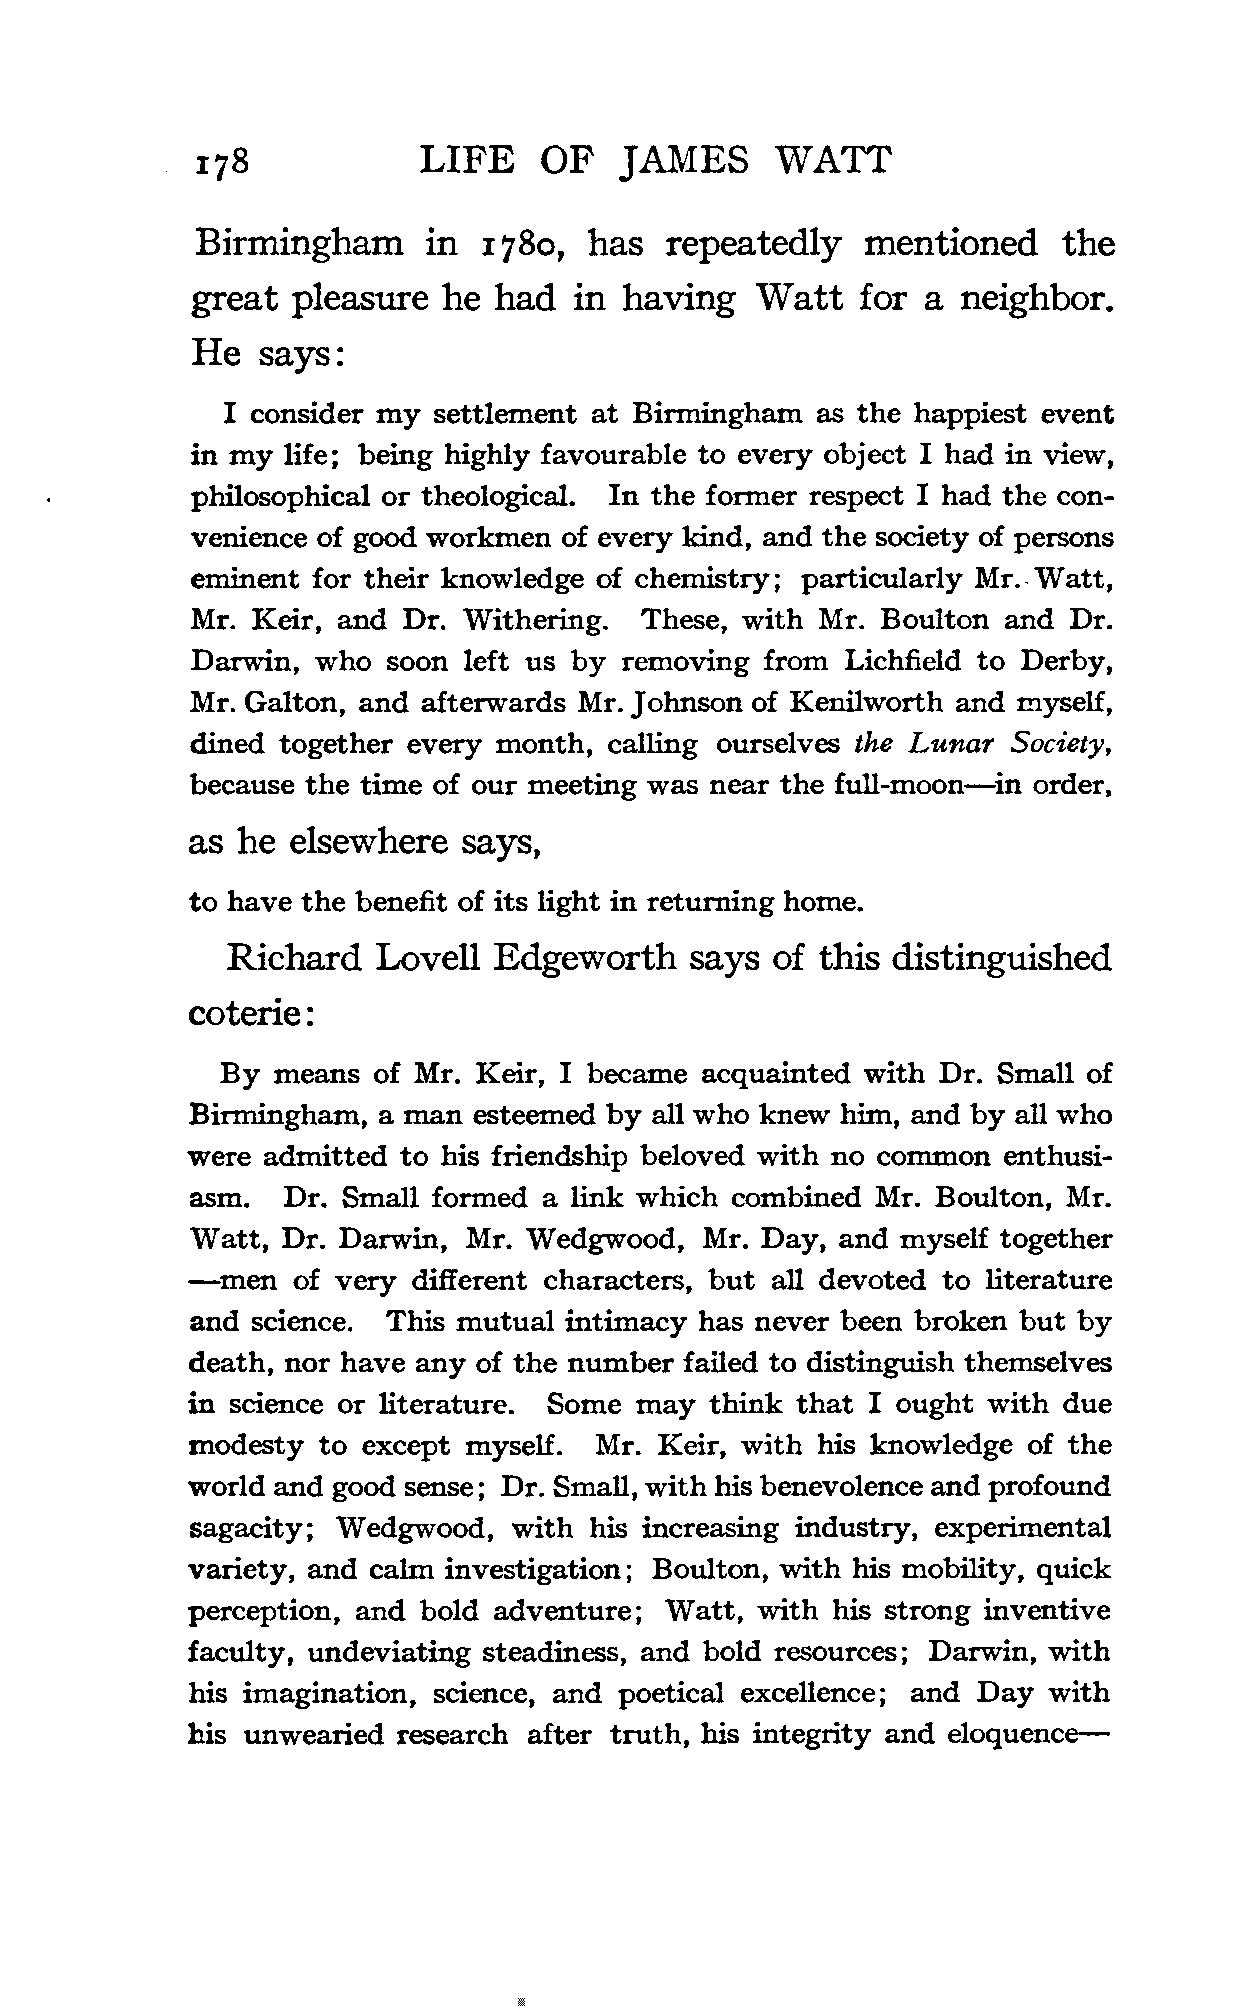 178 LIFE OF JAMES WATT
Birmingham in 1780, has repeatedly mentioned the
great pleasure he had in having Watt for a neighbor.
He says:
I consider my settlement at Birmingham as the happiest event
in my life; being highly favourable to every object I had in view,
philosophical or theological. In the former respect I had the con-
venience of good workmen of every kind, and the society of persons
eminent for their knowledge of chemistry; particularly Mr. Watt,
Mr. Keir, and Dr. Withering. These, with Mr. Boulton and Dr.
Darwin, who soon left us by removing from Lichfield to Derby,
Mr. Galton, and afterwards Mr. Johnson of Kenilworth and myself,
dined together every month, calling ourselves the Lunar Society,
because the time of our meeting was near the full-moon—in order,
as he elsewhere says,
to have the benefit of its light in returning home.
Richard Lovell Edgeworth says of this distinguished
coterie:
By means of Mr. Keir, I became acquainted with Dr. Small of
Birmingham, a man esteemed by all who knew him, and by all who
were admitted to his friendship beloved with no common enthusi-
asm. Dr. Small formed a link which combined Mr. Boulton, Mr.
Watt, Dr. Darwin, Mr. Wedgwood, Mr. Day, and myself together
—men of very different characters, but all devoted to literature
and science. This mutual intimacy has never been broken but by
death, nor have any of the number failed to distinguish themselves
in science or literature. Some may think that I ought with due
modesty to except myself. Mr. Keir, with his knowledge of the
world and good sense; Dr. Small, with his benevolence and profound
sagacity; Wedgwood, with his increasing industry, experimental
variety, and calm investigation; Boulton, with his mobility, quick
perception, and bold adventure; Watt, with his strong inventive
faculty, undeviating steadiness, and bold resources; Darwin, with
his imagination, science, and poetical excellence; and Day with
his unwearied research after truth, his integrity and eloquence—